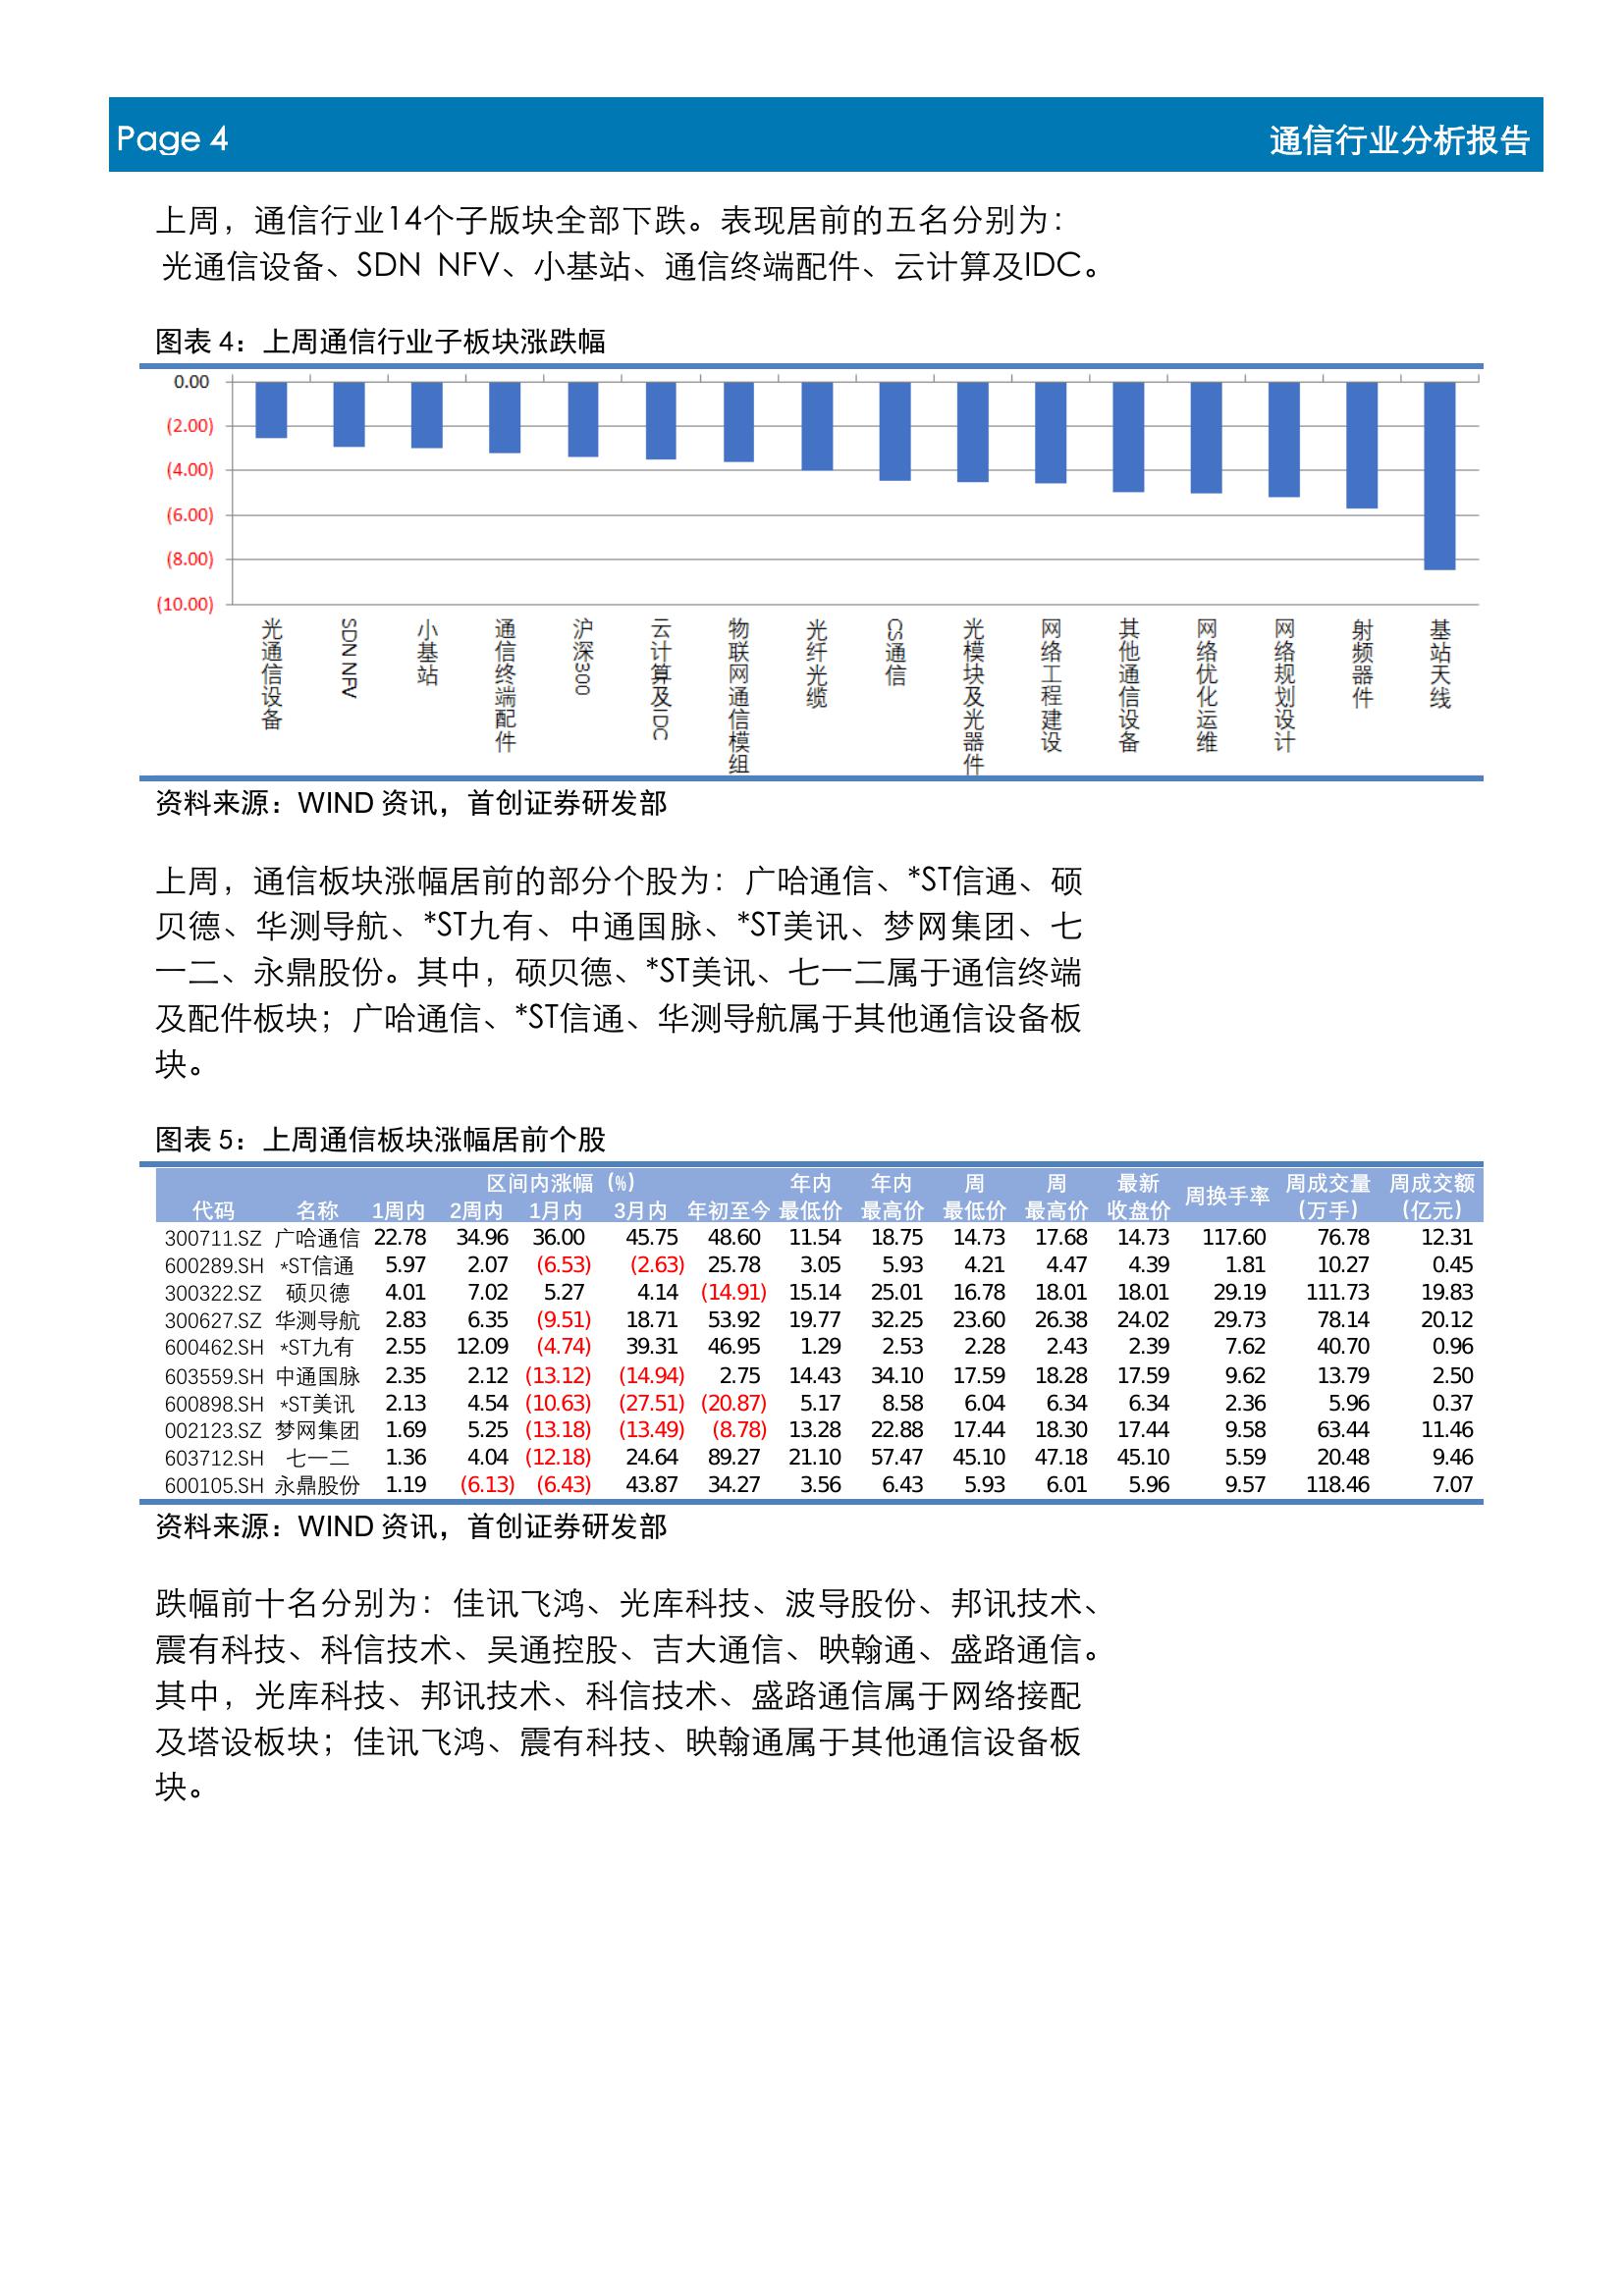 Page 4
通信行业分析报告
上周，通信行业14个子版块全部下跌。表现居前的五名分别为：
光通信设备、SDN NFV、小基站、通信终端配件、云计算及IDC。
图表 4：上周通信行业子板块涨跌幅
0.00
(2.00)
(4.00)
(6.00)
(8.00)
(10.00)
光通信设备
SDN NFV
小基站
通信终端配件
沪深300
云计算及IDC
物联网通信模组
光纤光缆
CS通信
光模块及光器件
网络工程建设
其他通信设备
网络优化运维
网络规划设计
射频器件
基站天线
资料来源：WIND 资讯，首创证券研发部
上周，通信板块涨幅居前的部分个股为：广哈通信、*ST信通、硕
贝德、华测导航、*ST九有、中通国脉、*ST美讯、梦网集团、七
一二、永鼎股份。其中，硕贝德、*ST美讯、七一二属于通信终端
及配件板块；广哈通信、*ST信通、华测导航属于其他通信设备板
块。
图表 5：上周通信板块涨幅居前个股
区间内涨幅（%） 年内 年内 周 周 最新 周换手率 周成交量 周成交额
代码 名称 1周内 2周内 1月内 3月内 年初至今 最低价 最高价 最低价 最高价 收盘价 （万手） （亿元）
300711.SZ 广哈通信 22.78 34.96 36.00 45.75 48.60 11.54 18.75 14.73 17.68 14.73 117.60 76.78 12.31
600289.SH *ST信通 5.97 2.07 (6.53) (2.63) 25.78 3.05 5.93 4.21 4.47 4.39 1.81 10.27 0.45
300322.SZ 硕贝德 4.01 7.02 5.27 4.14 (14.91) 15.14 25.01 16.78 18.01 18.01 29.19 111.73 19.83
300627.SZ 华测导航 2.83 6.35 (9.51) 18.71 53.92 19.77 32.25 23.60 26.38 24.02 29.73 78.14 20.12
600462.SH *ST九有 2.55 12.09 (4.74) 39.31 46.95 1.29 2.53 2.28 2.43 2.39 7.62 40.70 0.96
603559.SH 中通国脉 2.35 2.12 (13.12) (14.94) 2.75 14.43 34.10 17.59 18.28 17.59 9.62 13.79 2.50
600898.SH *ST美讯 2.13 4.54 (10.63) (27.51) (20.87) 5.17 8.58 6.04 6.34 6.34 2.36 5.96 0.37
002123.SZ 梦网集团 1.69 5.25 (13.18) (13.49) (8.78) 13.28 22.88 17.44 18.30 17.44 9.58 63.44 11.46
603712.SH 七一二 1.36 4.04 (12.18) 24.64 89.27 21.10 57.47 45.10 47.18 45.10 5.59 20.48 9.46
600105.SH 永鼎股份 1.19 (6.13) (6.43) 43.87 34.27 3.56 6.43 5.93 6.01 5.96 9.57 118.46 7.07
资料来源：WIND 资讯，首创证券研发部
跌幅前十名分别为：佳讯飞鸿、光库科技、波导股份、邦讯技术、
震有科技、科信技术、吴通控股、吉大通信、映翰通、盛路通信。
其中，光库科技、邦讯技术、科信技术、盛路通信属于网络接配
及塔设板块；佳讯飞鸿、震有科技、映翰通属于其他通信设备板
块。